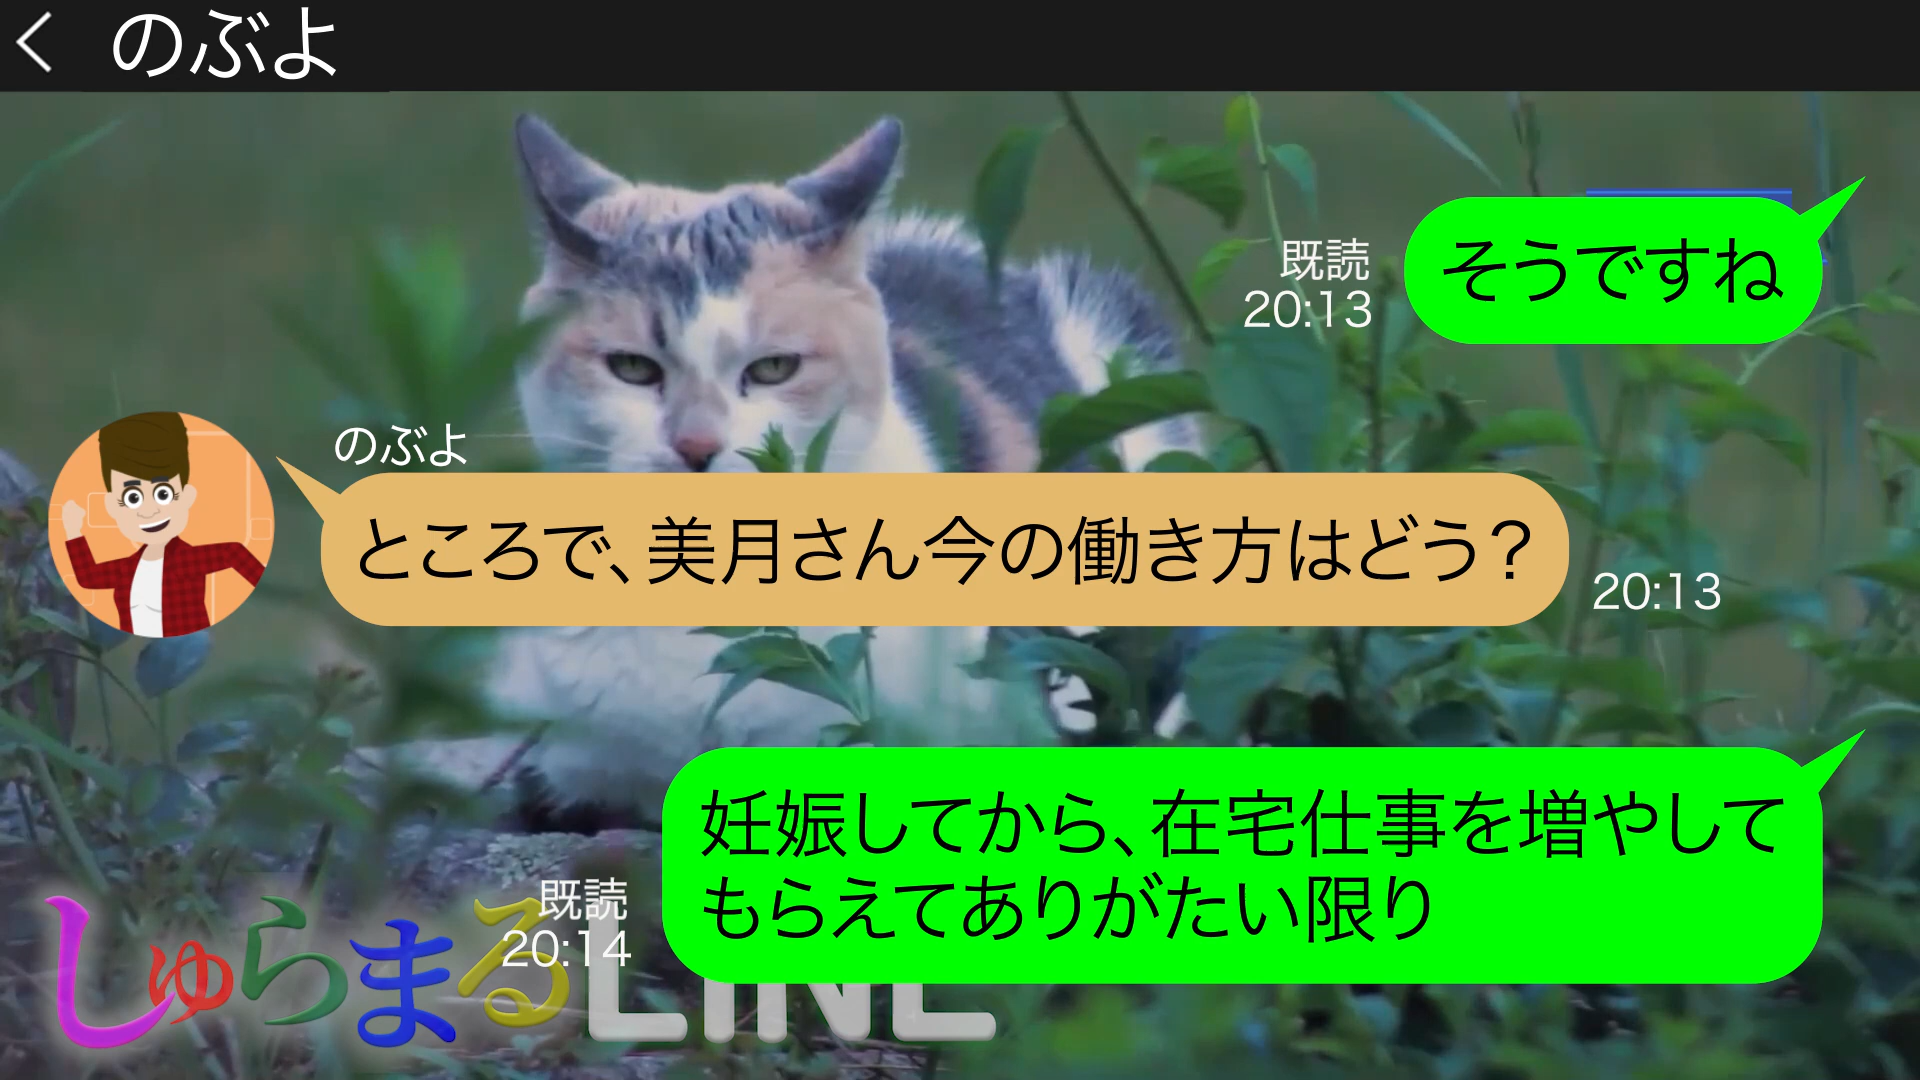 のぶよ
そうですね
既読
20:13
のぶよ
ところで、美月さん今の働き方はどう？
20:13
妊娠してから、在宅仕事を増やして
もらえてありがたい限り
既読
20:14
しゅらまるLINE